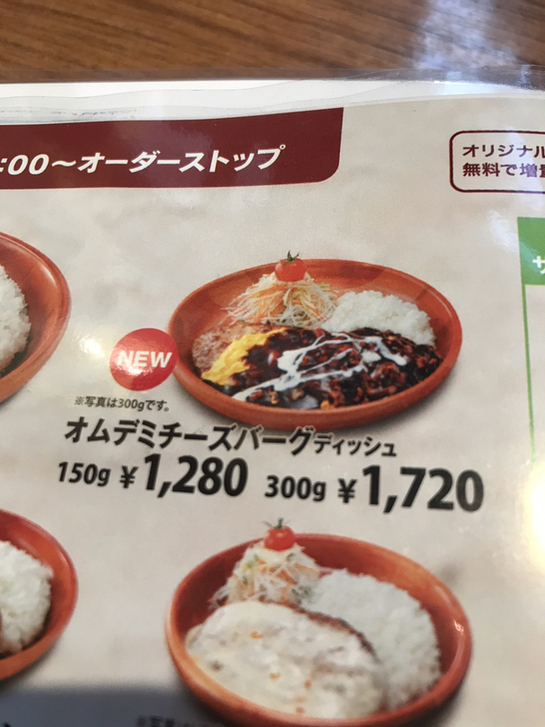 :00～オーダーストップ
オリジナル
無料で増量
NEW
※写真は300gです。
オムデミチーズバーグディッシュ
150g ¥1,280 300g ¥1,720